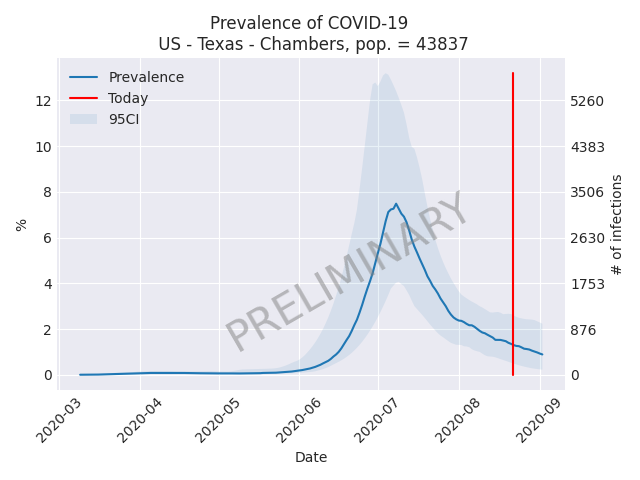 Prevalence of COVID-19
US - Texas - Chambers, pop. = 43837
Prevalence
Today
95CI
12
10
8
6
4
2
0
%
5260
4383
3506
2630
1753
876
0
# of infections
PRELIMINARY
2020-03
2020-04
2020-05
2020-06
2020-07
2020-08
2020-09
Date